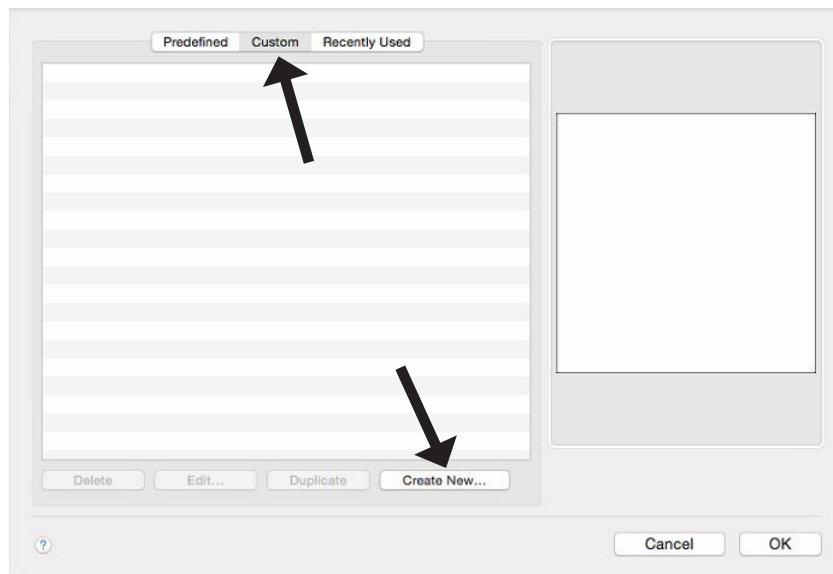 Predefined Custom Recently Used
Delete Edit... Duplicate Create New...
? Cancel OK